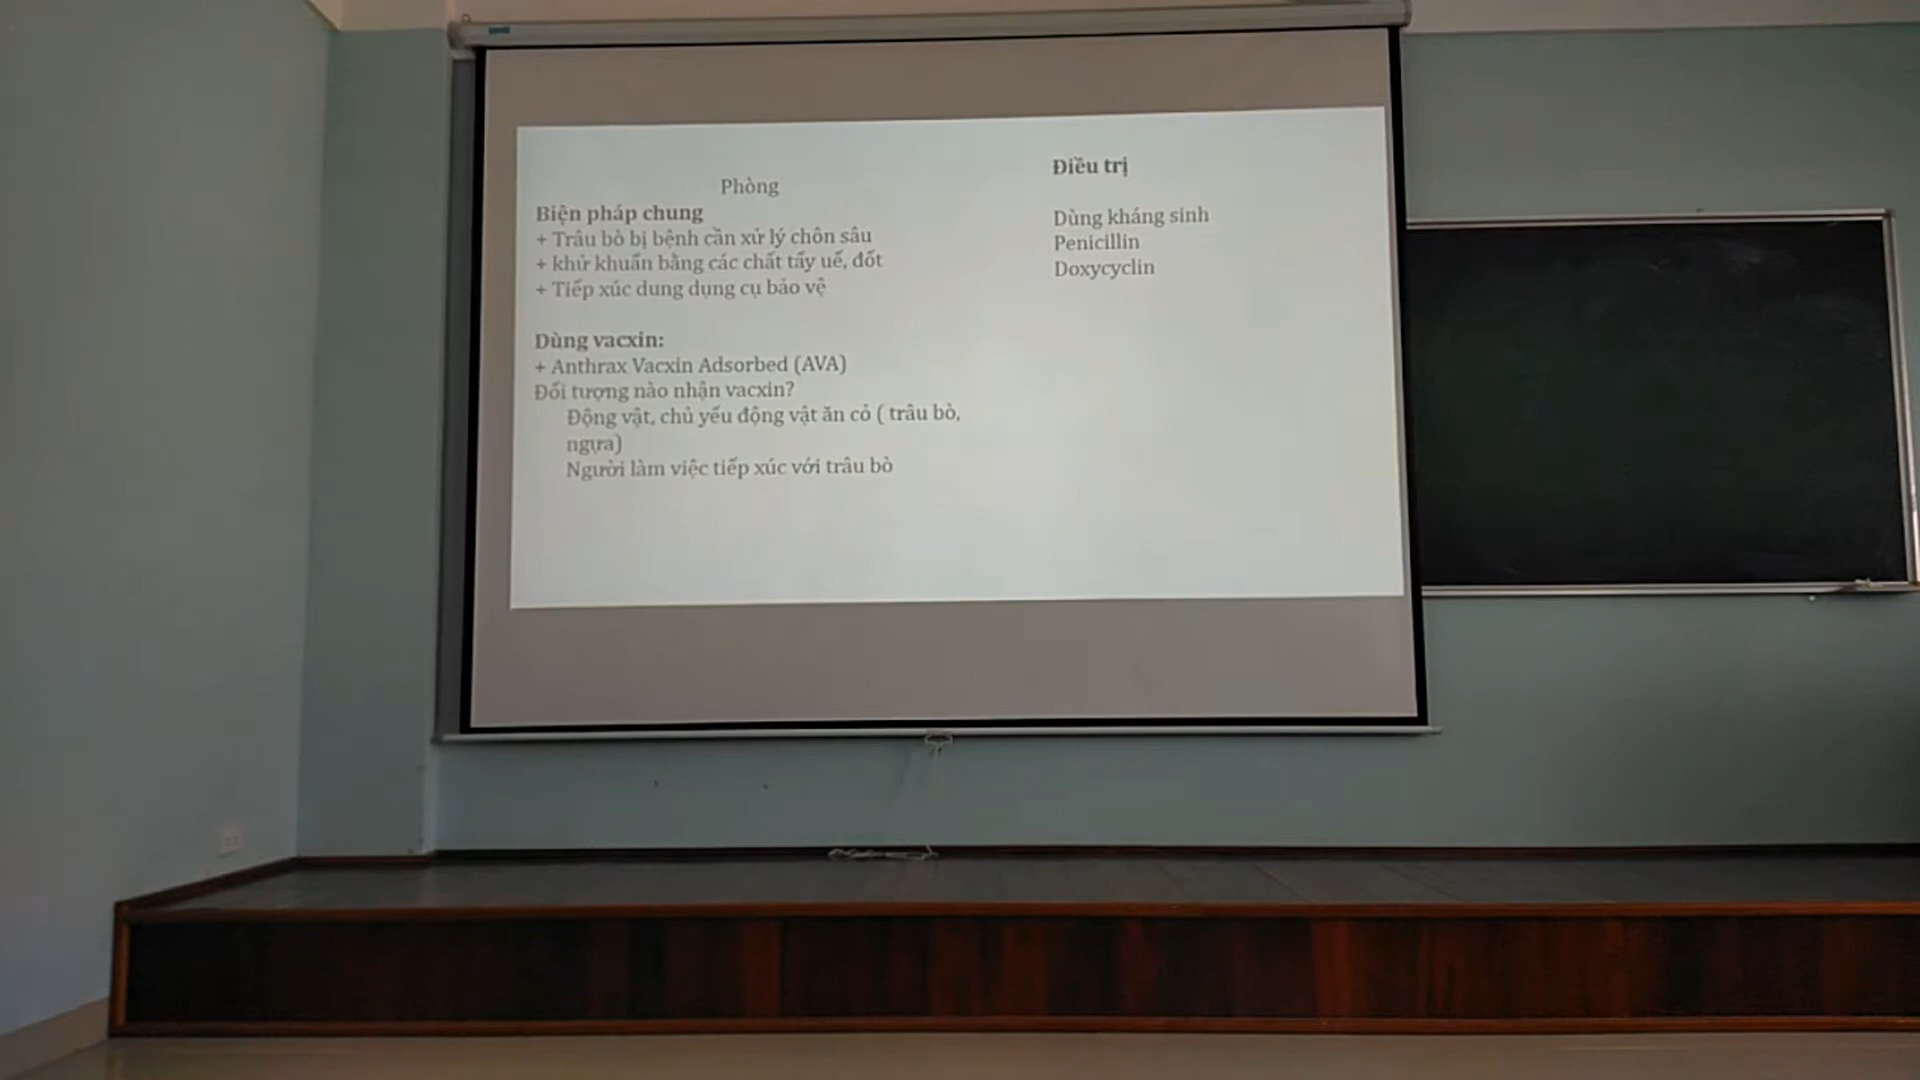 Phòng
Biện pháp chung
+ Trâu bò bị bệnh cần xử lý chôn sâu
+ khử khuẩn bằng các chất tẩy uế, đốt
+ Tiếp xúc dung dụng cụ bảo vệ
Dùng vacxin:
+ Anthrax Vacxin Adsorbed (AVA)
Đối tượng nào nhận vacxin?
Động vật, chủ yếu động vật ăn cỏ ( trâu bò,
ngựa)
Người làm việc tiếp xúc với trâu bò
Điều trị
Dùng kháng sinh
Penicillin
Doxycyclin